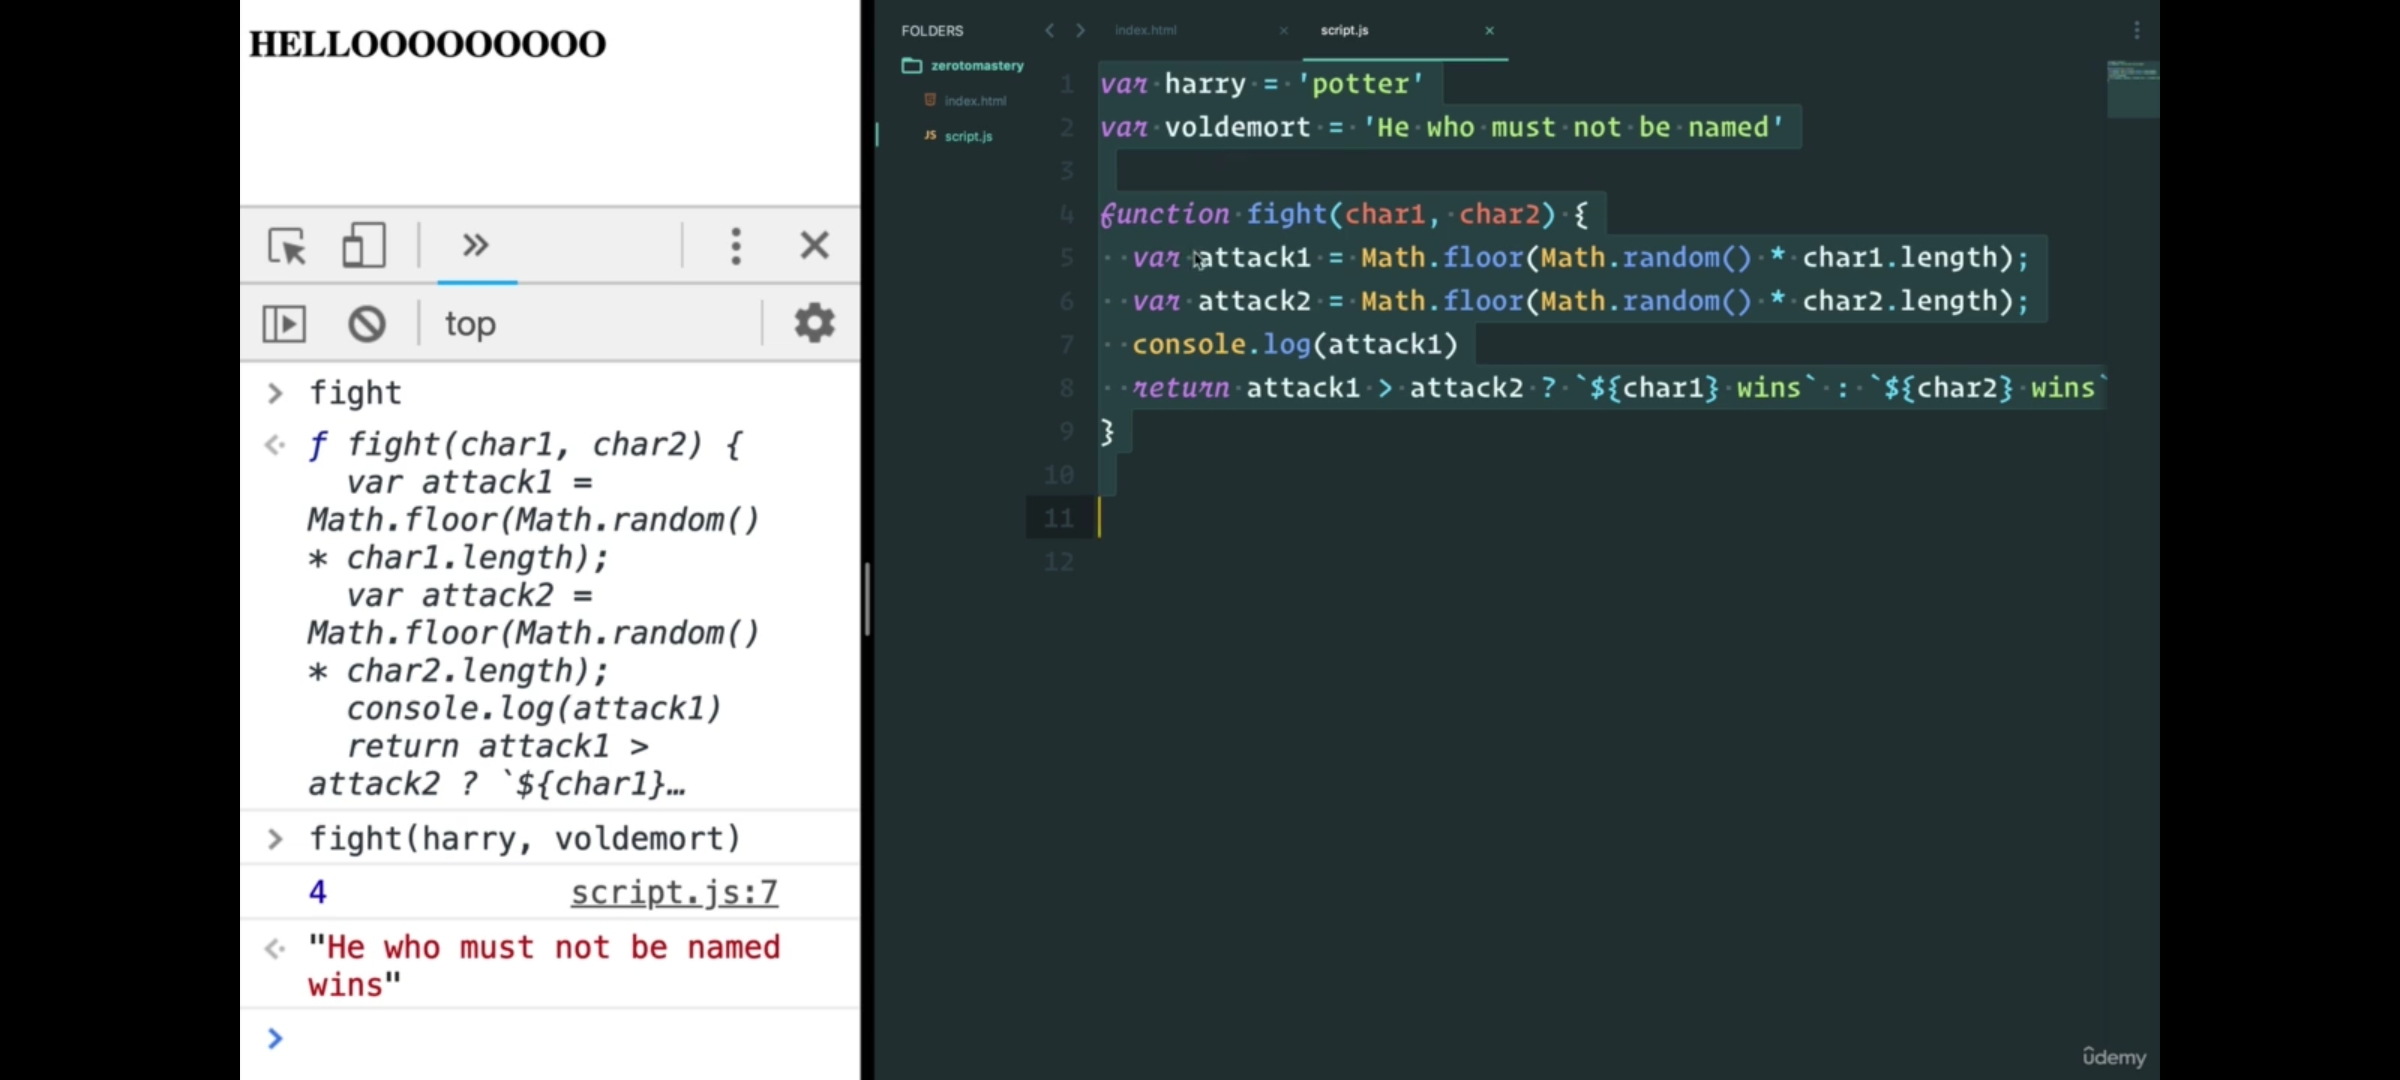 HELLOOOOOOOOO
top
fight
ƒ fight(char1, char2) {
var attack1 =
Math.floor(Math.random()
* char1.length);
var attack2 =
Math.floor(Math.random()
* char2.length);
console.log(attack1)
return attack1 >
attack2 ? `${char1}…
fight(harry, voldemort)
4 script.js:7
"He who must not be named
wins"
FOLDERS
zerotomastery
index.html
JS script.js
index.html script.js
1 var harry = 'potter'
2 var voldemort = 'He who must not be named'
3
4 function fight(char1, char2) {
5 var attack1 = Math.floor(Math.random() * char1.length);
6 var attack2 = Math.floor(Math.random() * char2.length);
7 console.log(attack1)
8 return attack1 > attack2 ? `${char1} wins` : `${char2} wins`
9 }
10
11
12
ûdemy